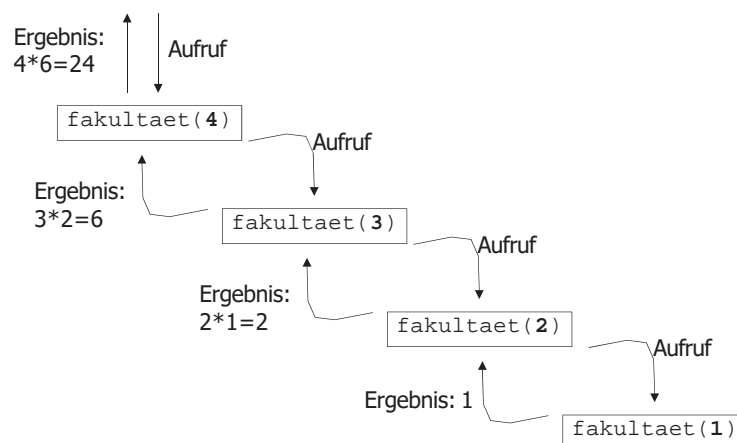 Ergebnis:
4*6=24
Aufruf
fakultaet(4)
Aufruf
Ergebnis:
3*2=6
fakultaet(3)
Aufruf
Ergebnis:
2*1=2
fakultaet(2)
Aufruf
Ergebnis: 1
fakultaet(1)